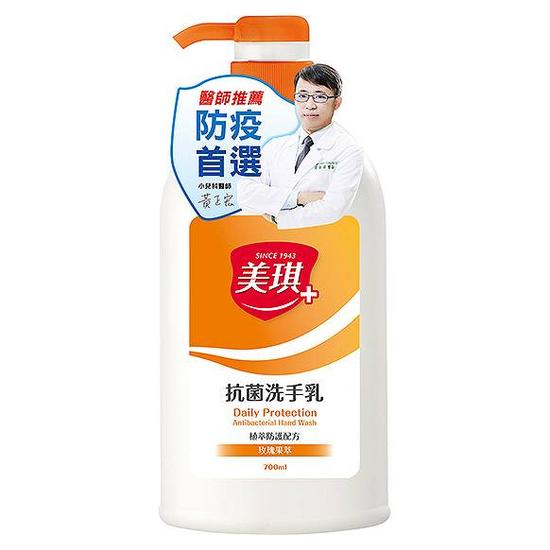 醫師推薦
防疫
首選
小兒科醫師
SINCE 1943
美琪
抗菌洗手乳
Daily Protection
Antibacterial Hand Wash
植萃防護配方
玫瑰果萃
700ml